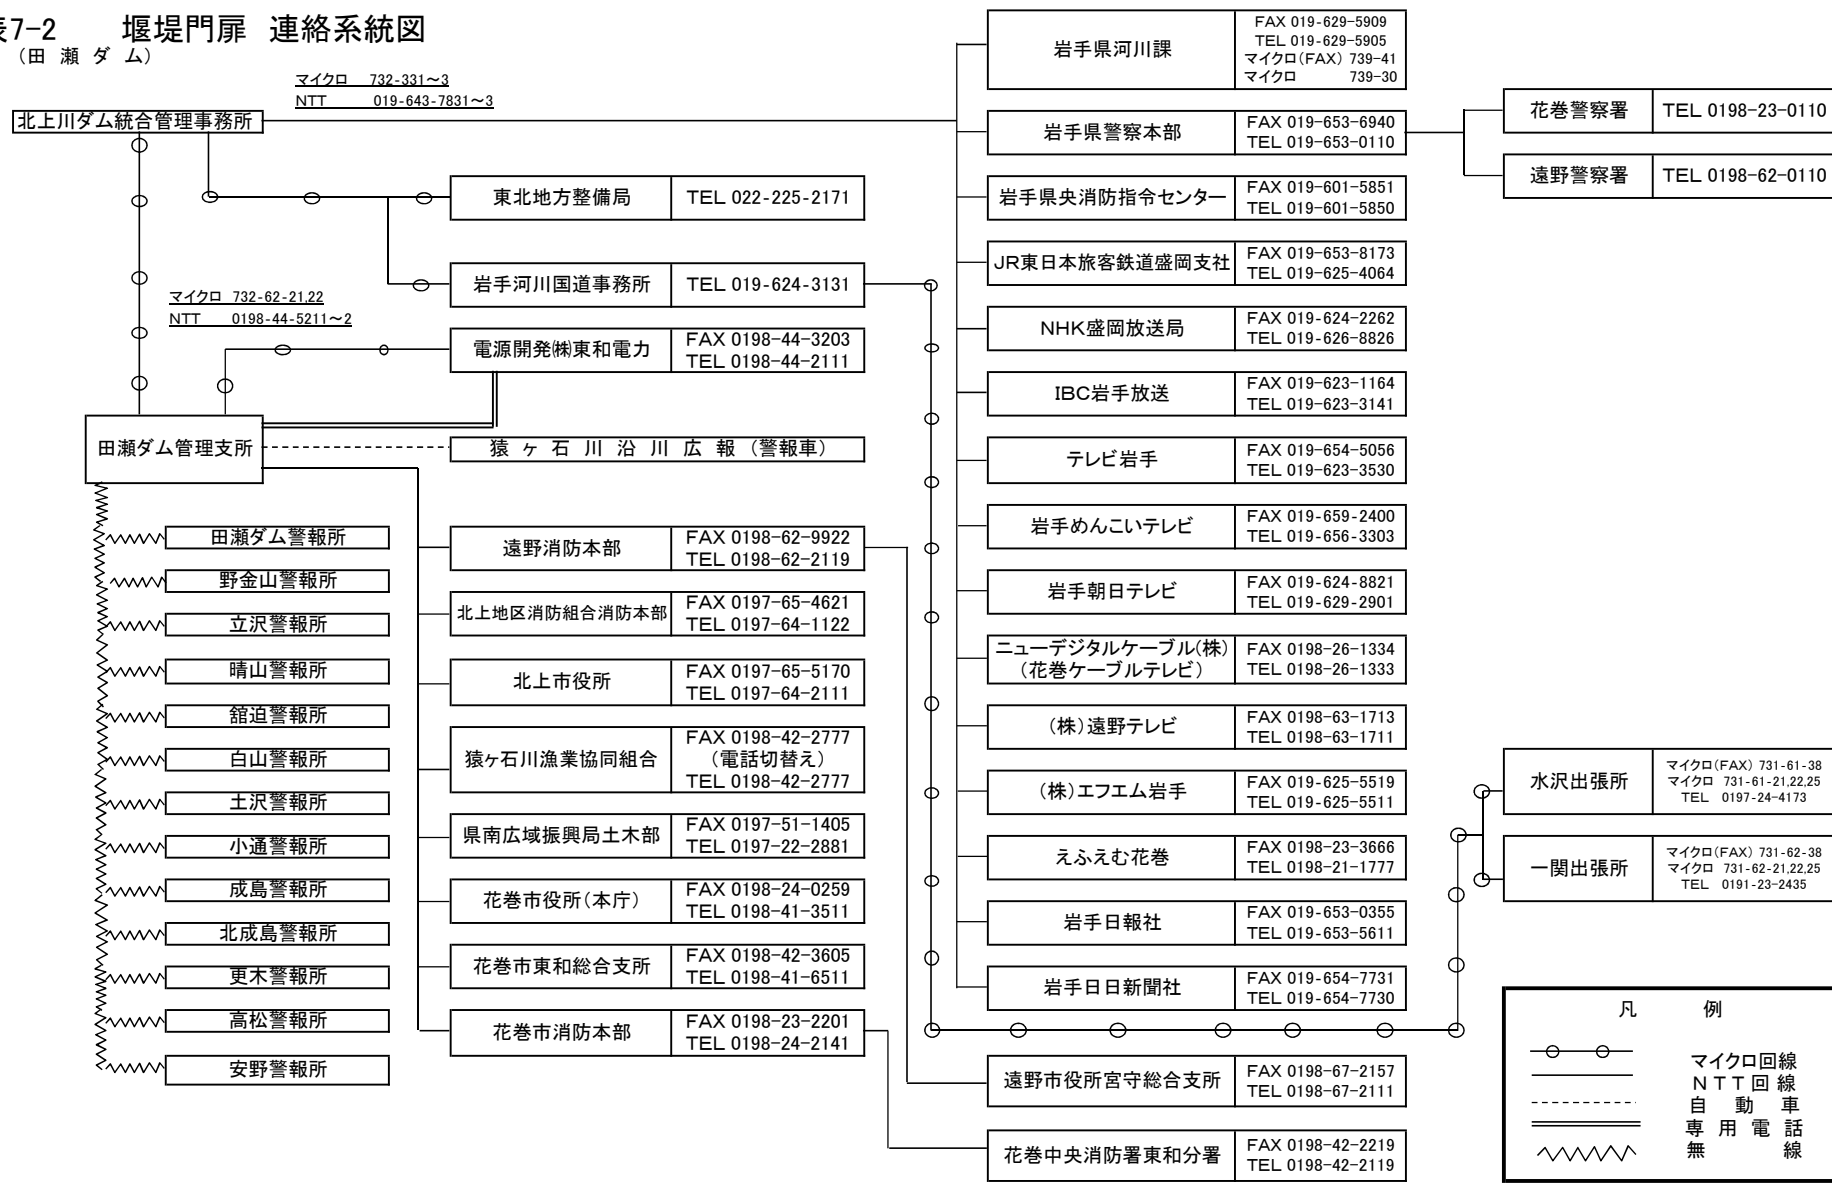 表7-2 堰堤門扉 連絡系統図
(田 瀬 ダ ム)
マイクロ 732-331～3
NTT 019-643-7831～3
北上川ダム統合管理事務所
東北地方整備局 TEL 022-225-2171
岩手河川国道事務所 TEL 019-624-3131
マイクロ 732-62-21,22
NTT 0198-44-5211～2
電源開発㈱東和電力
FAX 0198-44-3203
TEL 0198-44-2111
田瀬ダム管理支所
猿 ヶ 石 川 沿 川 広 報 (警報車)
田瀬ダム警報所
野金山警報所
立沢警報所
晴山警報所
舘迫警報所
白山警報所
土沢警報所
小通警報所
成島警報所
北成島警報所
更木警報所
高松警報所
安野警報所
遠野消防本部
FAX 0198-62-9922
TEL 0198-62-2119
北上地区消防組合消防本部
FAX 0197-65-4621
TEL 0197-64-1122
北上市役所
FAX 0197-65-5170
TEL 0197-64-2111
猿ヶ石川漁業協同組合
FAX 0198-42-2777
(電話切替え)
TEL 0198-42-2777
県南広域振興局土木部
FAX 0197-51-1405
TEL 0197-22-2881
花巻市役所(本庁)
FAX 0198-24-0259
TEL 0198-41-3511
花巻市東和総合支所
FAX 0198-42-3605
TEL 0198-41-6511
花巻市消防本部
FAX 0198-23-2201
TEL 0198-24-2141
岩手県河川課
FAX 019-629-5909
TEL 019-629-5905
マイクロ(FAX) 739-41
マイクロ 739-30
岩手県警察本部
FAX 019-653-6940
TEL 019-653-0110
岩手県央消防指令センター
FAX 019-601-5851
TEL 019-601-5850
JR東日本旅客鉄道盛岡支社
FAX 019-653-8173
TEL 019-625-4064
NHK盛岡放送局
FAX 019-624-2262
TEL 019-626-8826
IBC岩手放送
FAX 019-623-1164
TEL 019-623-3141
テレビ岩手
FAX 019-654-5056
TEL 019-623-3530
岩手めんこいテレビ
FAX 019-659-2400
TEL 019-656-3303
岩手朝日テレビ
FAX 019-624-8821
TEL 019-629-2901
ニューデジタルケーブル(株)
(花巻ケーブルテレビ)
FAX 0198-26-1334
TEL 0198-26-1333
(株)遠野テレビ
FAX 0198-63-1713
TEL 0198-63-1711
(株)エフエム岩手
FAX 019-625-5519
TEL 019-625-5511
えふえむ花巻
FAX 0198-23-3666
TEL 0198-21-1777
岩手日報社
FAX 019-653-0355
TEL 019-653-5611
岩手日日新聞社
FAX 019-654-7731
TEL 019-654-7730
遠野市役所宮守総合支所
FAX 0198-67-2157
TEL 0198-67-2111
花巻中央消防署東和分署
FAX 0198-42-2219
TEL 0198-42-2119
花巻警察署 TEL 0198-23-0110
遠野警察署 TEL 0198-62-0110
水沢出張所
マイクロ(FAX) 731-61-38
マイクロ 731-61-21,22,25
TEL 0197-24-4173
一関出張所
マイクロ(FAX) 731-62-38
マイクロ 731-62-21,22,25
TEL 0191-23-2435
凡 例
マイクロ回線
N T T 回 線
自 動 車
専 用 電 話
無 線